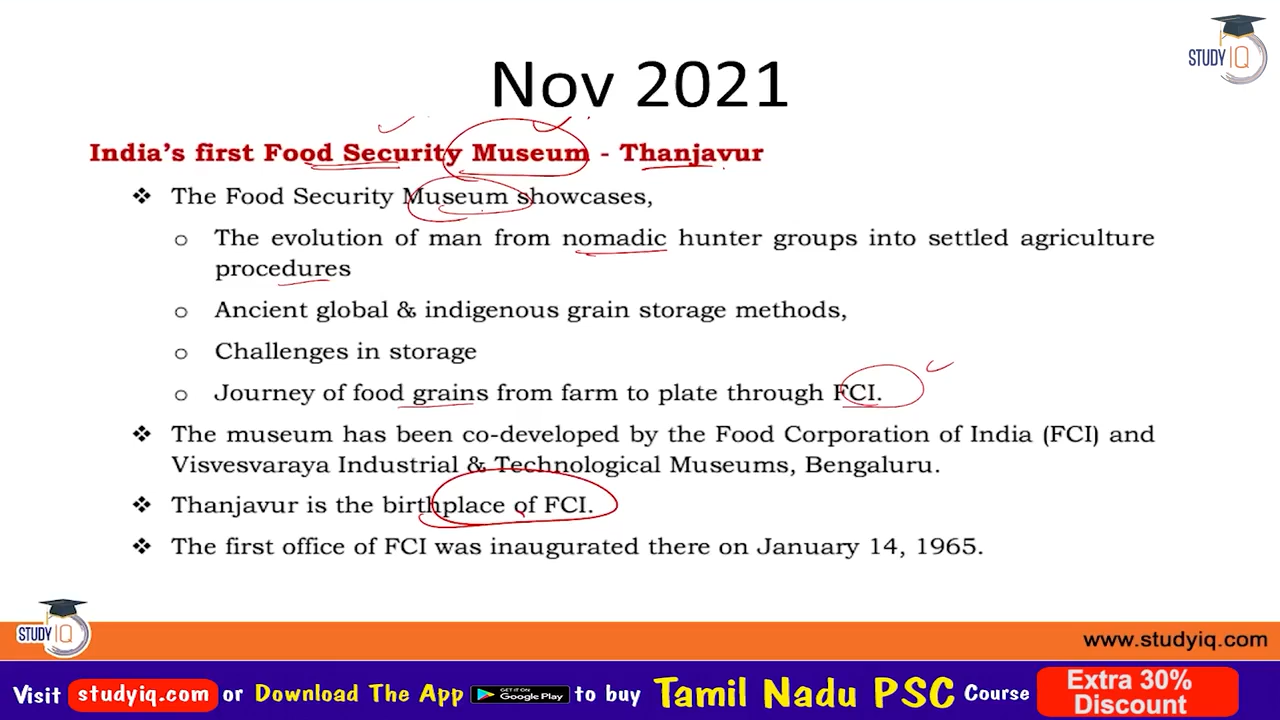 STUDY IQ
Nov 2021
India's first Food Security Museum - Thanjavur
❖ The Food Security Museum showcases,
o The evolution of man from nomadic hunter groups into settled agriculture
procedures
o Ancient global & indigenous grain storage methods,
o Challenges in storage
o Journey of food grains from farm to plate through FCI.
❖ The museum has been co-developed by the Food Corporation of India (FCI) and
Visvesvaraya Industrial & Technological Museums, Bengaluru.
❖ Thanjavur is the birthplace of FCI.
❖ The first office of FCI was inaugurated there on January 14, 1965.
STUDY IQ
www.studyiq.com
Visit studyiq.com or Download The App GET IT ON Google Play to buy Tamil Nadu PSC Course Extra 30%
Discount